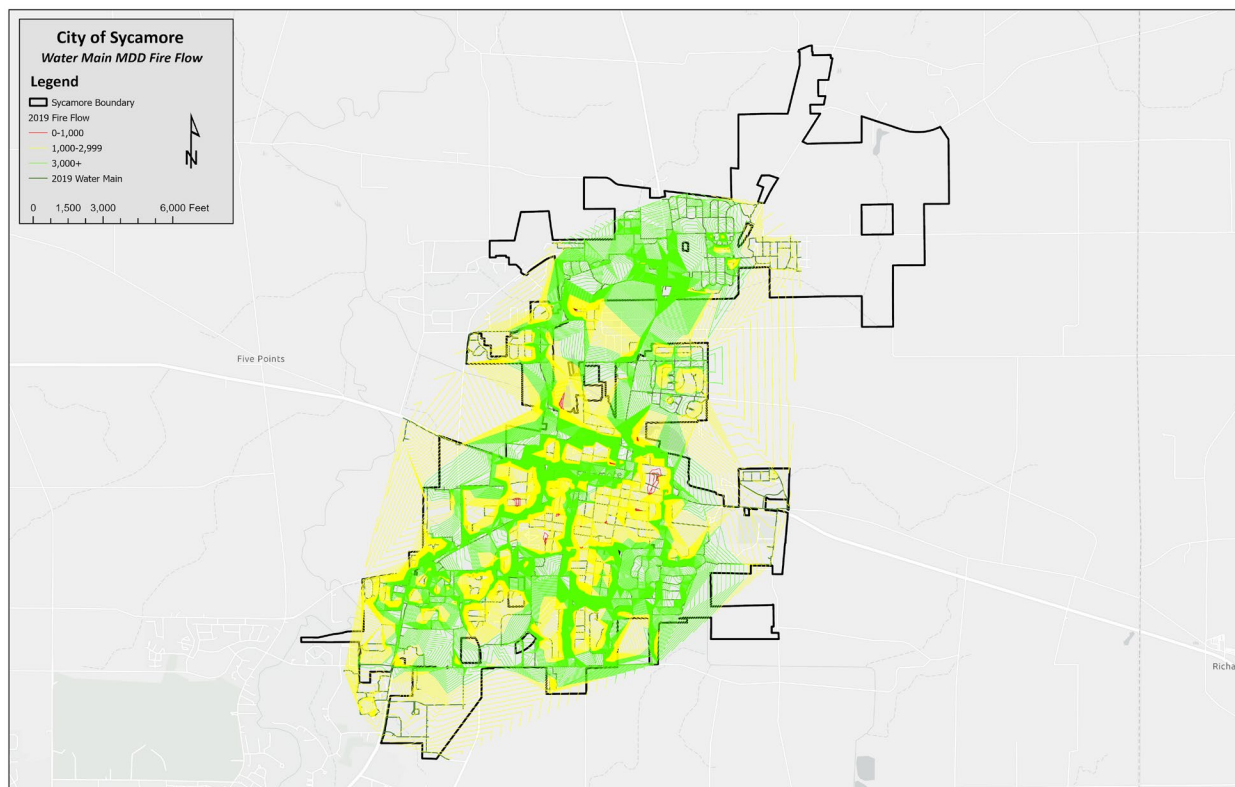 City of Sycamore
Water Main MDD Fire Flow
Legend
Sycamore Boundary
2019 Fire Flow
0-1,000
1,000-2,999
3,000+
2019 Water Main
N
0 1,500 3,000 6,000 Feet
Five Points
Richa